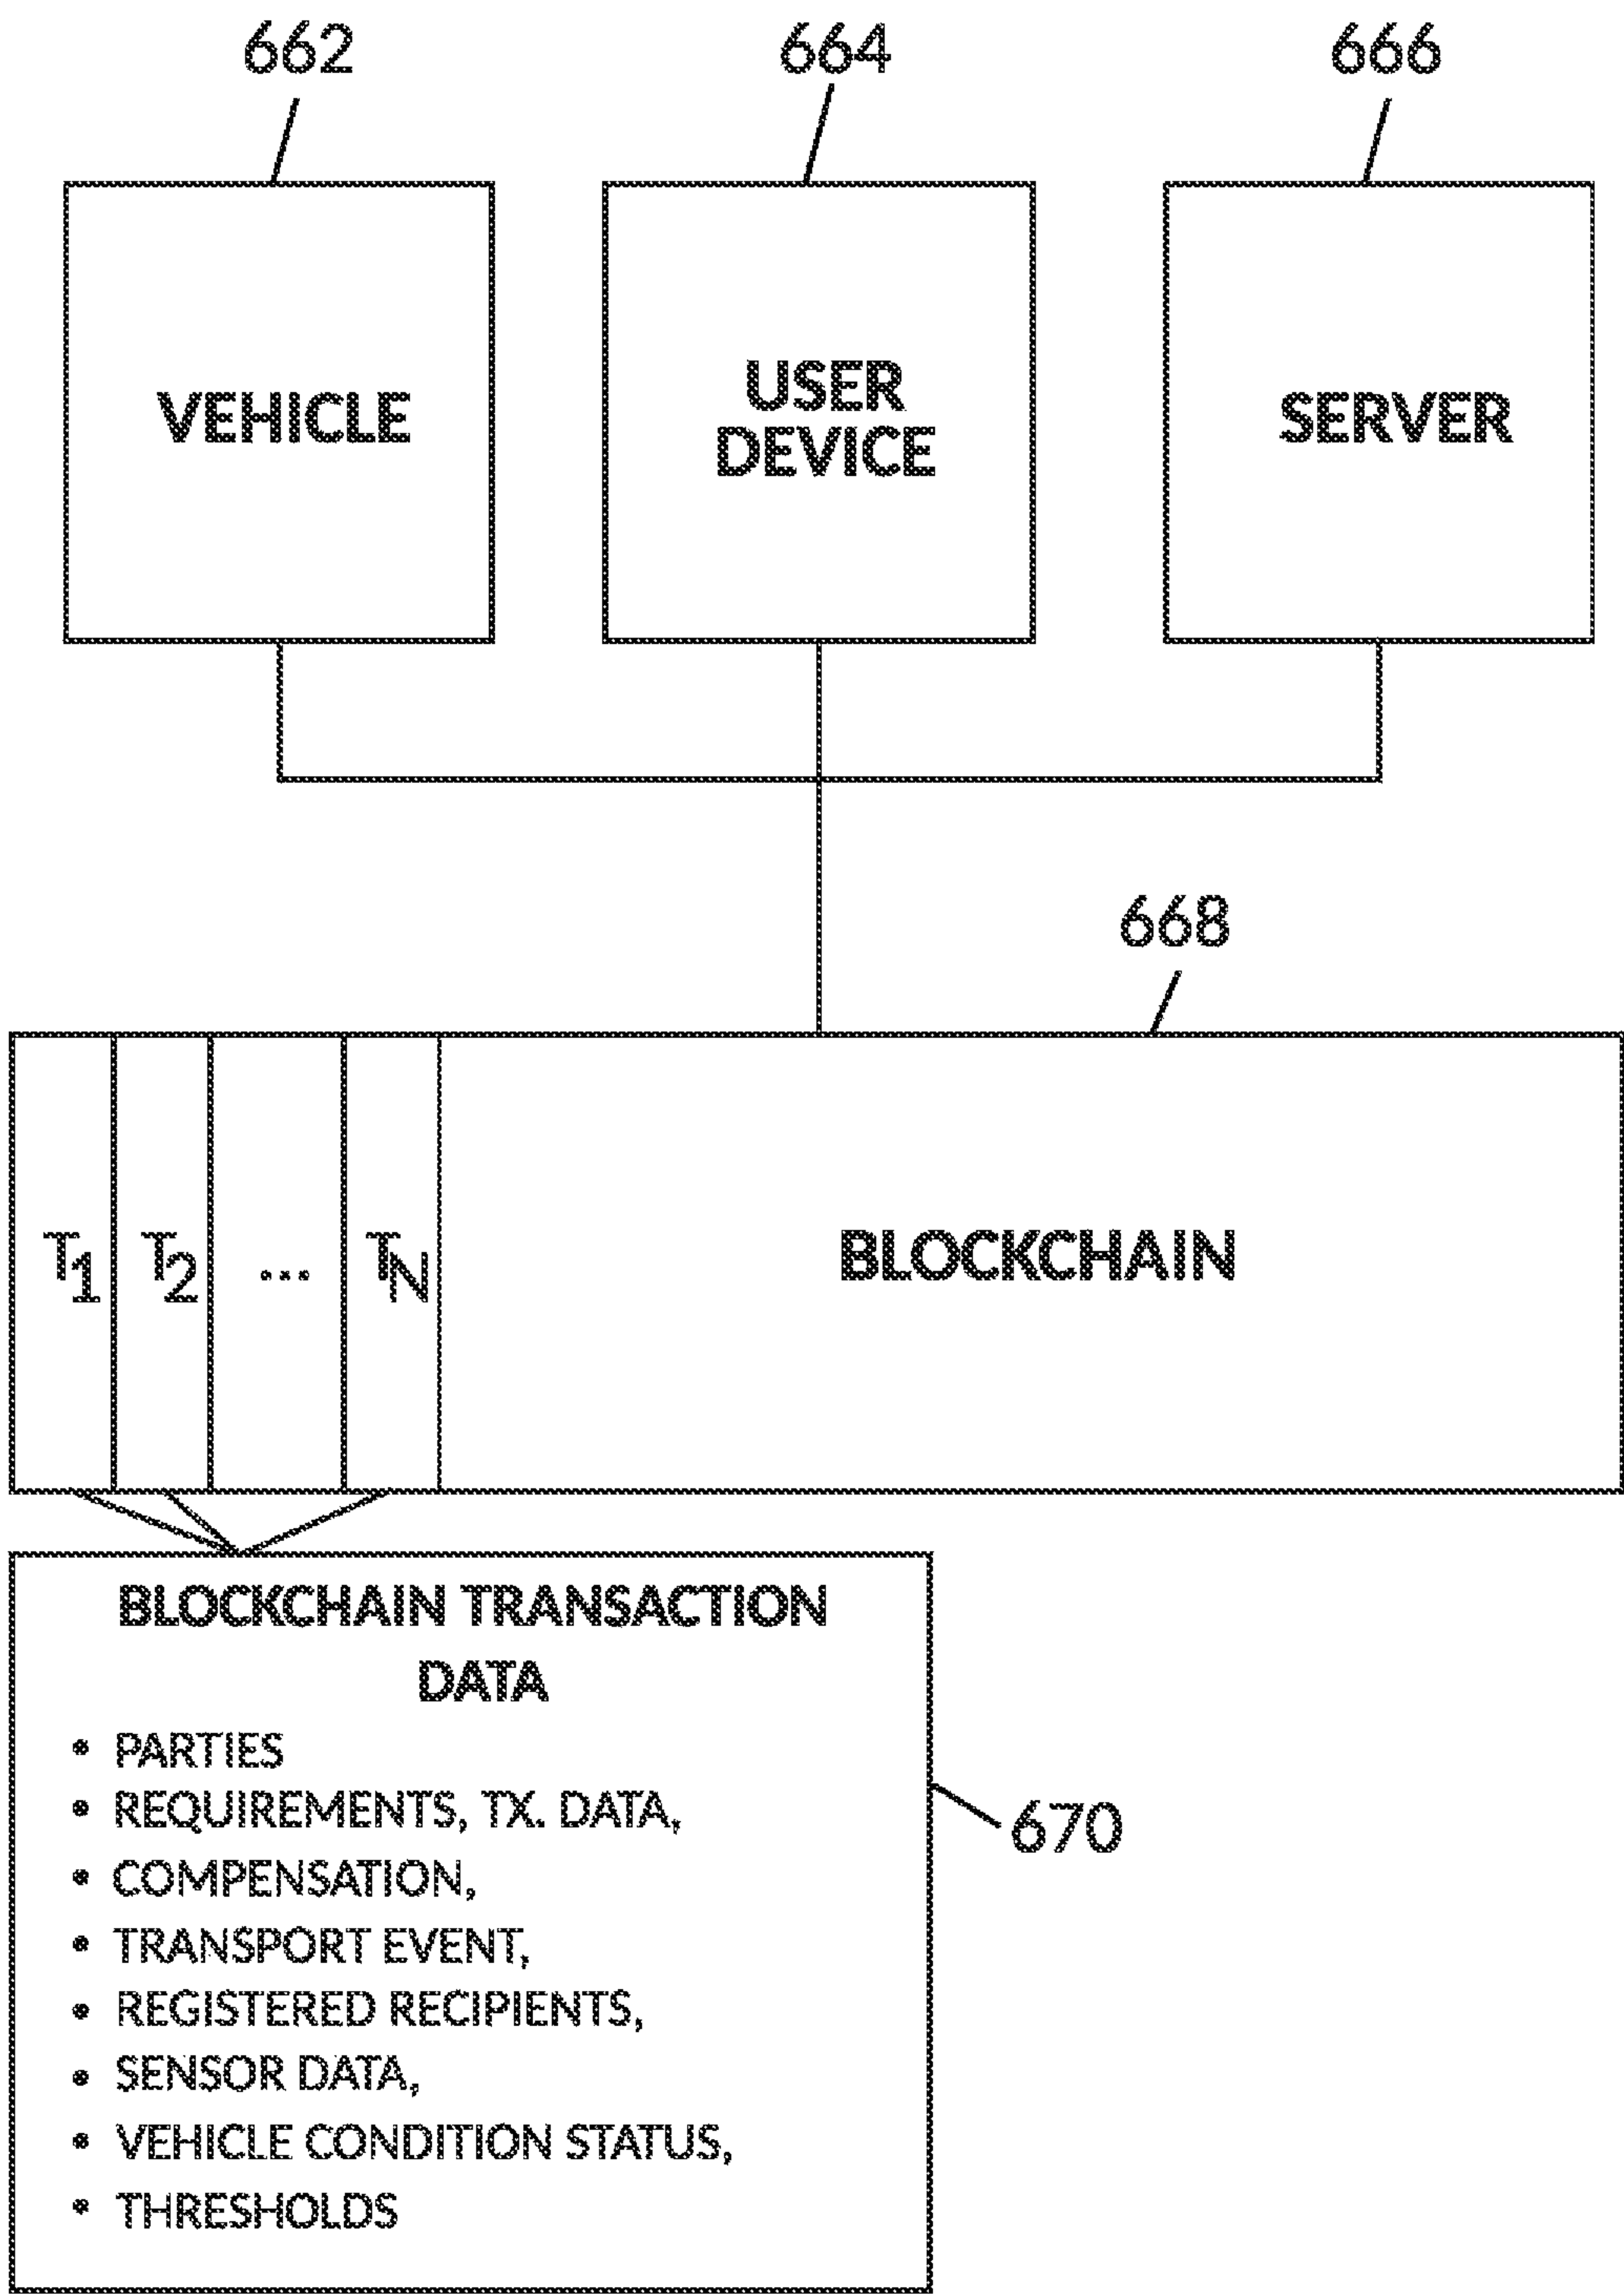 662 664 666
VEHICLE
USER
DEVICE
SERVER
668
T1 T2 ... TN
BLOCKCHAIN
BLOCKCHAIN TRANSACTION
DATA
• PARTIES
• REQUIREMENTS, TX. DATA,
• COMPENSATION,
• TRANSPORT EVENT,
• REGISTERED RECIPIENTS,
• SENSOR DATA,
• VEHICLE CONDITION STATUS,
• THRESHOLDS
670